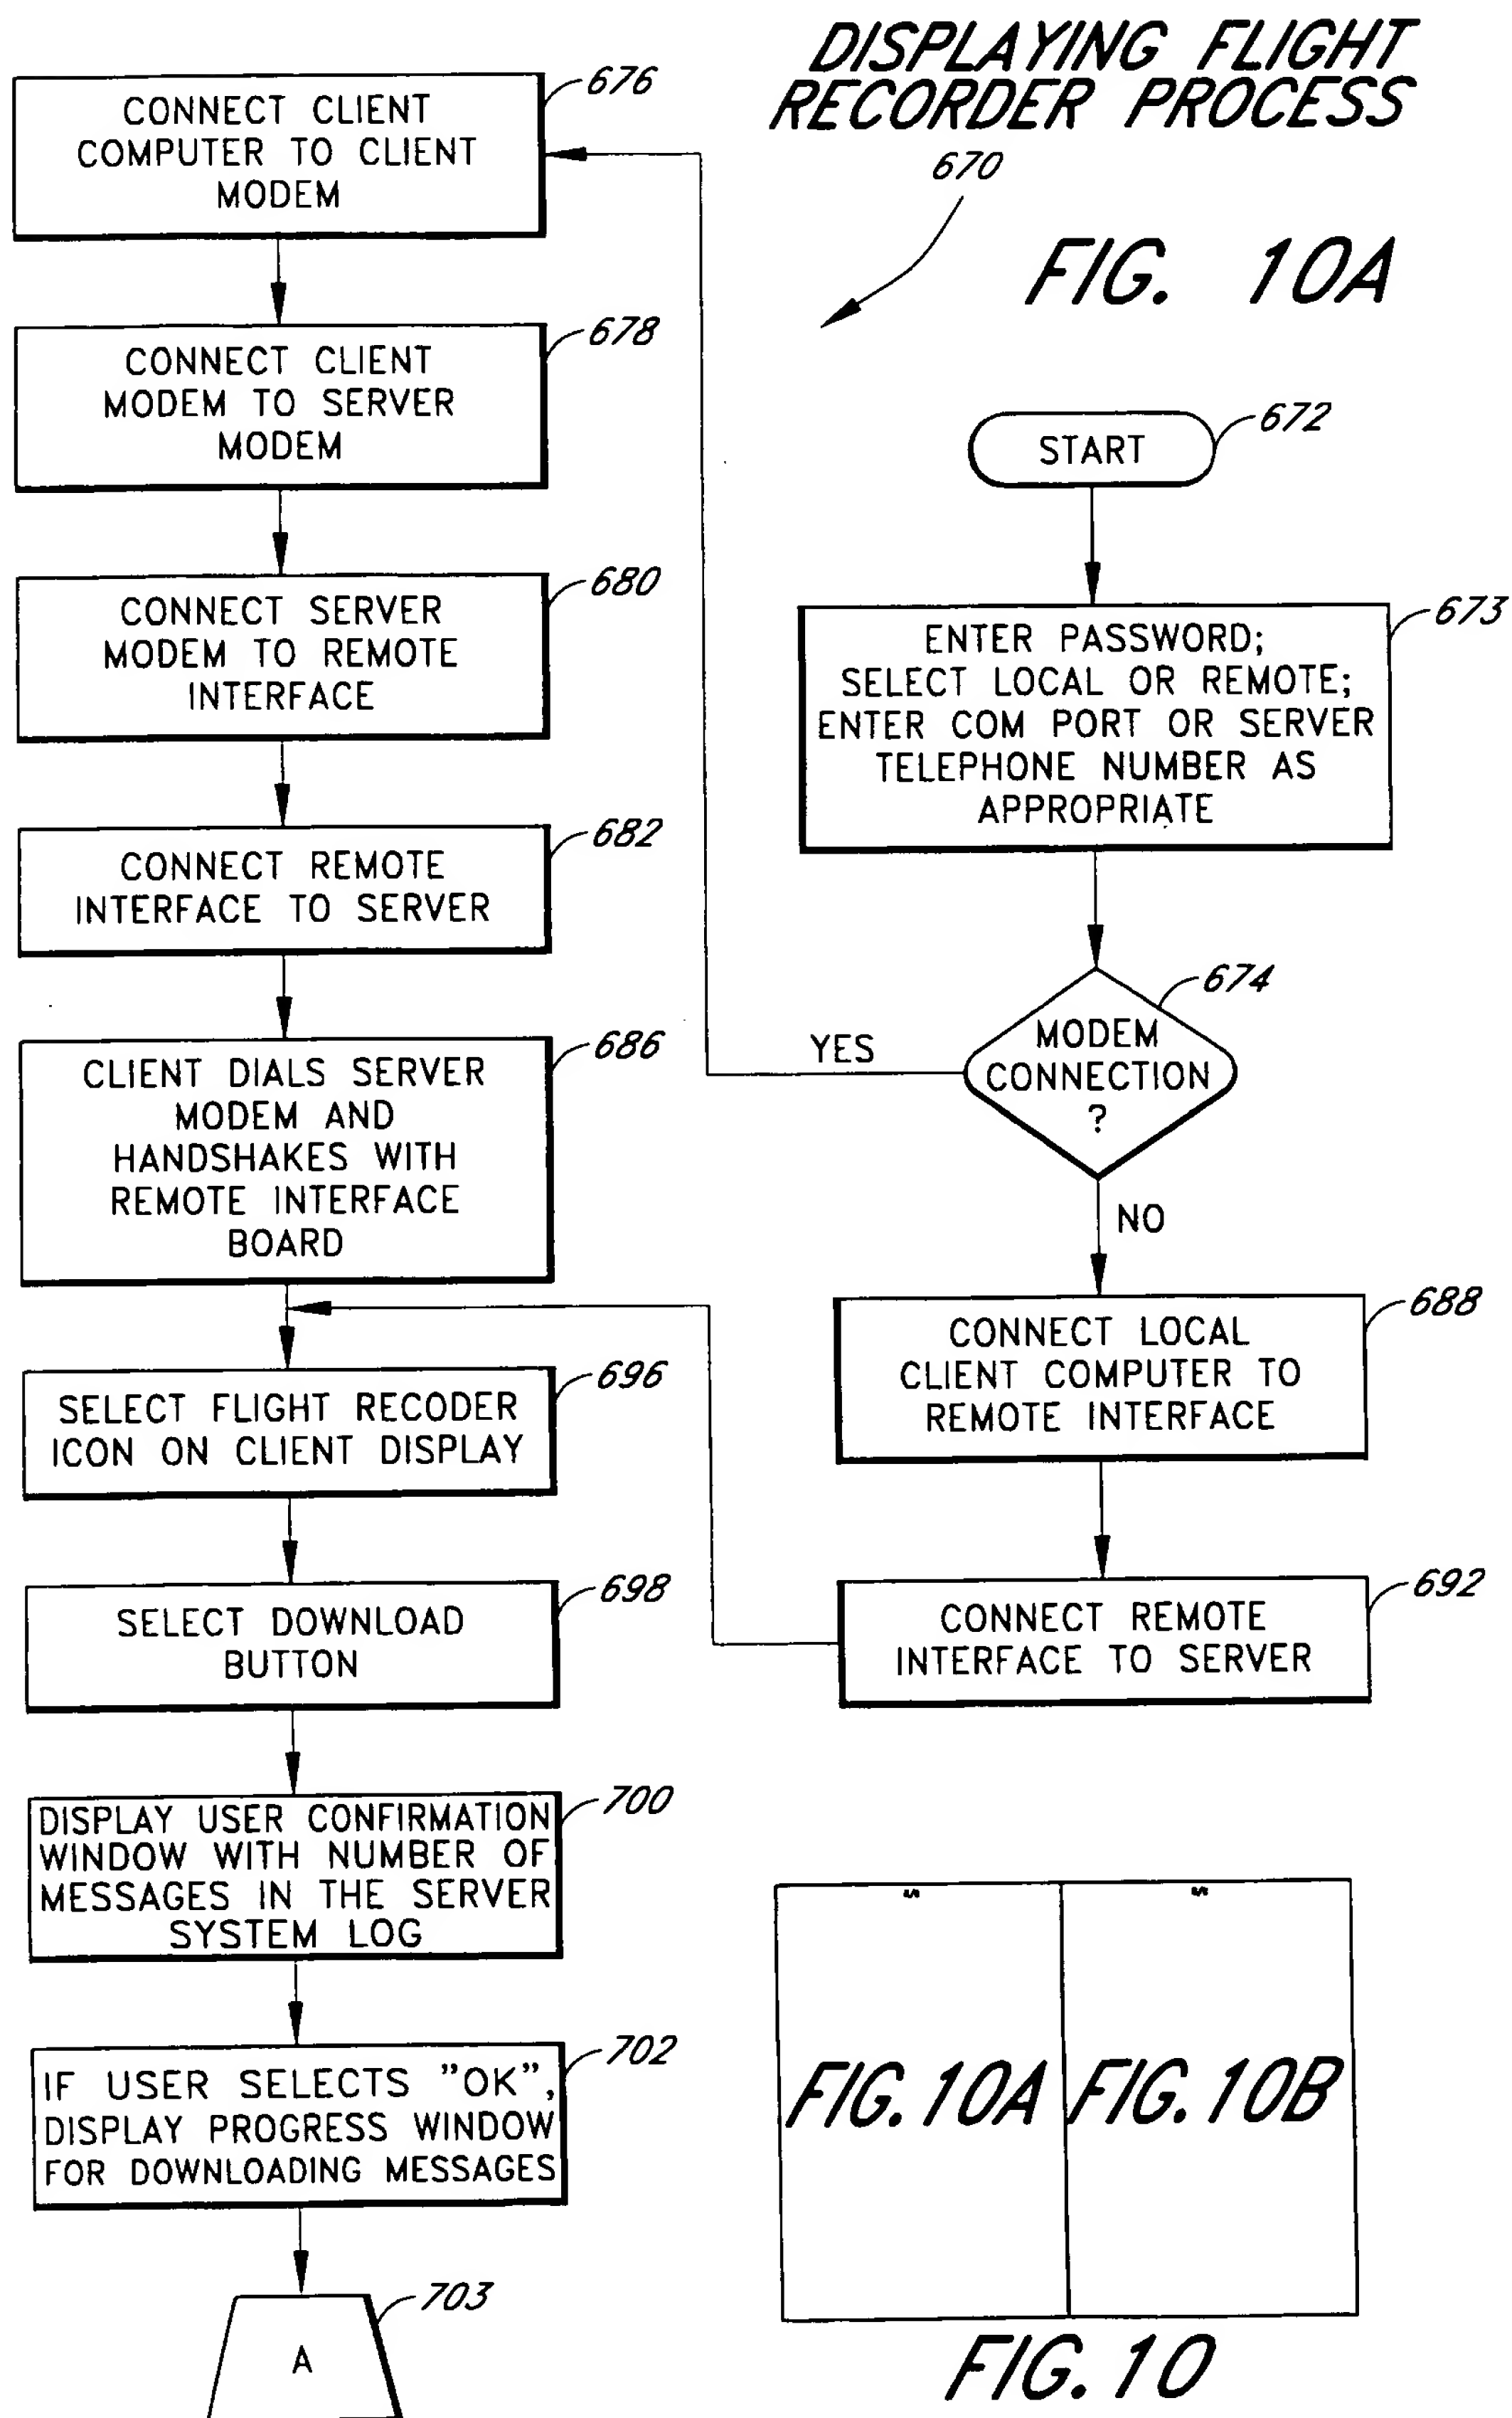 DISPLAYING FLIGHT
RECORDER PROCESS
670
FIG. 10A
672
START
673
ENTER PASSWORD;
SELECT LOCAL OR REMOTE;
ENTER COM PORT OR SERVER
TELEPHONE NUMBER AS
APPROPRIATE
674
MODEM
CONNECTION
?
YES
NO
676
CONNECT CLIENT
COMPUTER TO CLIENT
MODEM
678
CONNECT CLIENT
MODEM TO SERVER
MODEM
680
CONNECT SERVER
MODEM TO REMOTE
INTERFACE
682
CONNECT REMOTE
INTERFACE TO SERVER
686
CLIENT DIALS SERVER
MODEM AND
HANDSHAKES WITH
REMOTE INTERFACE
BOARD
688
CONNECT LOCAL
CLIENT COMPUTER TO
REMOTE INTERFACE
692
CONNECT REMOTE
INTERFACE TO SERVER
696
SELECT FLIGHT RECODER
ICON ON CLIENT DISPLAY
698
SELECT DOWNLOAD
BUTTON
700
DISPLAY USER CONFIRMATION
WINDOW WITH NUMBER OF
MESSAGES IN THE SERVER
SYSTEM LOG
702
IF USER SELECTS "OK",
DISPLAY PROGRESS WINDOW
FOR DOWNLOADING MESSAGES
703
A
FIG. 10A
FIG. 10B
FIG. 10